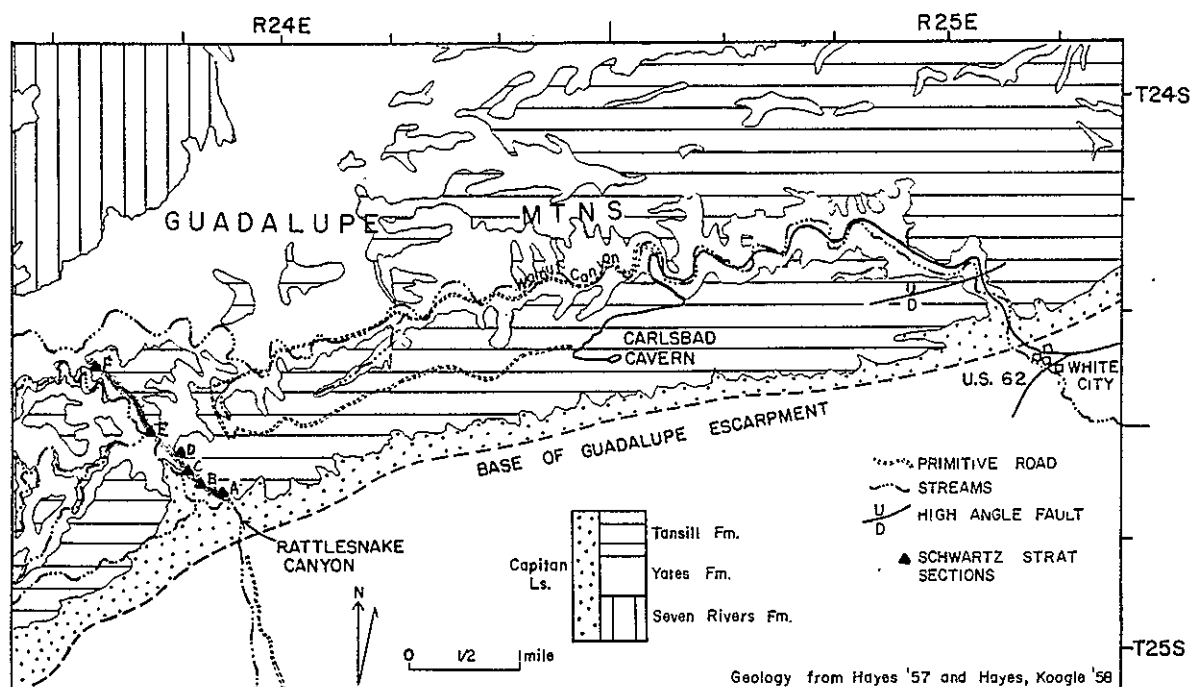 R24E
R25E
T24S
GUADALUPE MTNS
Walnut Canyon
U
D
CARLSBAD
CAVERN
U.S. 62
WHITE
CITY
BASE OF GUADALUPE ESCARPMENT
F
E
D
C
B
A
RATTLESNAKE
CANYON
N
0 1/2 mile
Capitan
Ls.
Tansill Fm.
Yates Fm.
Seven Rivers Fm.
PRIMITIVE ROAD
STREAMS
U
D
HIGH ANGLE FAULT
SCHWARTZ STRAT
SECTIONS
T25S
Geology from Hayes '57 and Hayes, Koogle '58